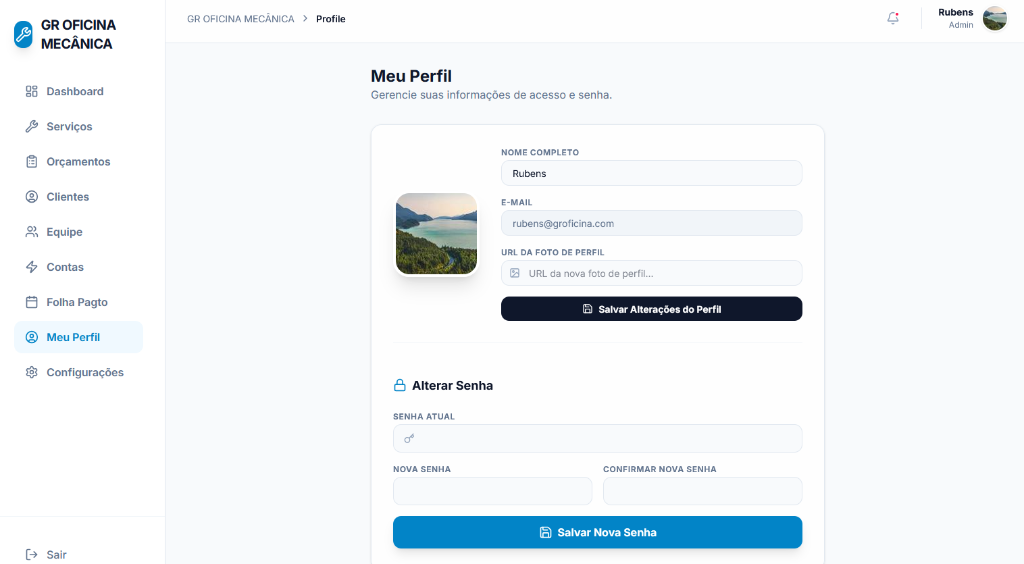 GR OFICINA
MECÂNICA
Dashboard
Serviços
Orçamentos
Clientes
Equipe
Contas
Folha Pagto
Meu Perfil
Configurações
Sair
GR OFICINA MECÂNICA > Profile
Rubens
Admin
Meu Perfil
Gerencie suas informações de acesso e senha.
NOME COMPLETO
Rubens
E-MAIL
rubens@groficina.com
URL DA FOTO DE PERFIL
URL da nova foto de perfil...
Salvar Alterações do Perfil
Alterar Senha
SENHA ATUAL
NOVA SENHA
CONFIRMAR NOVA SENHA
Salvar Nova Senha